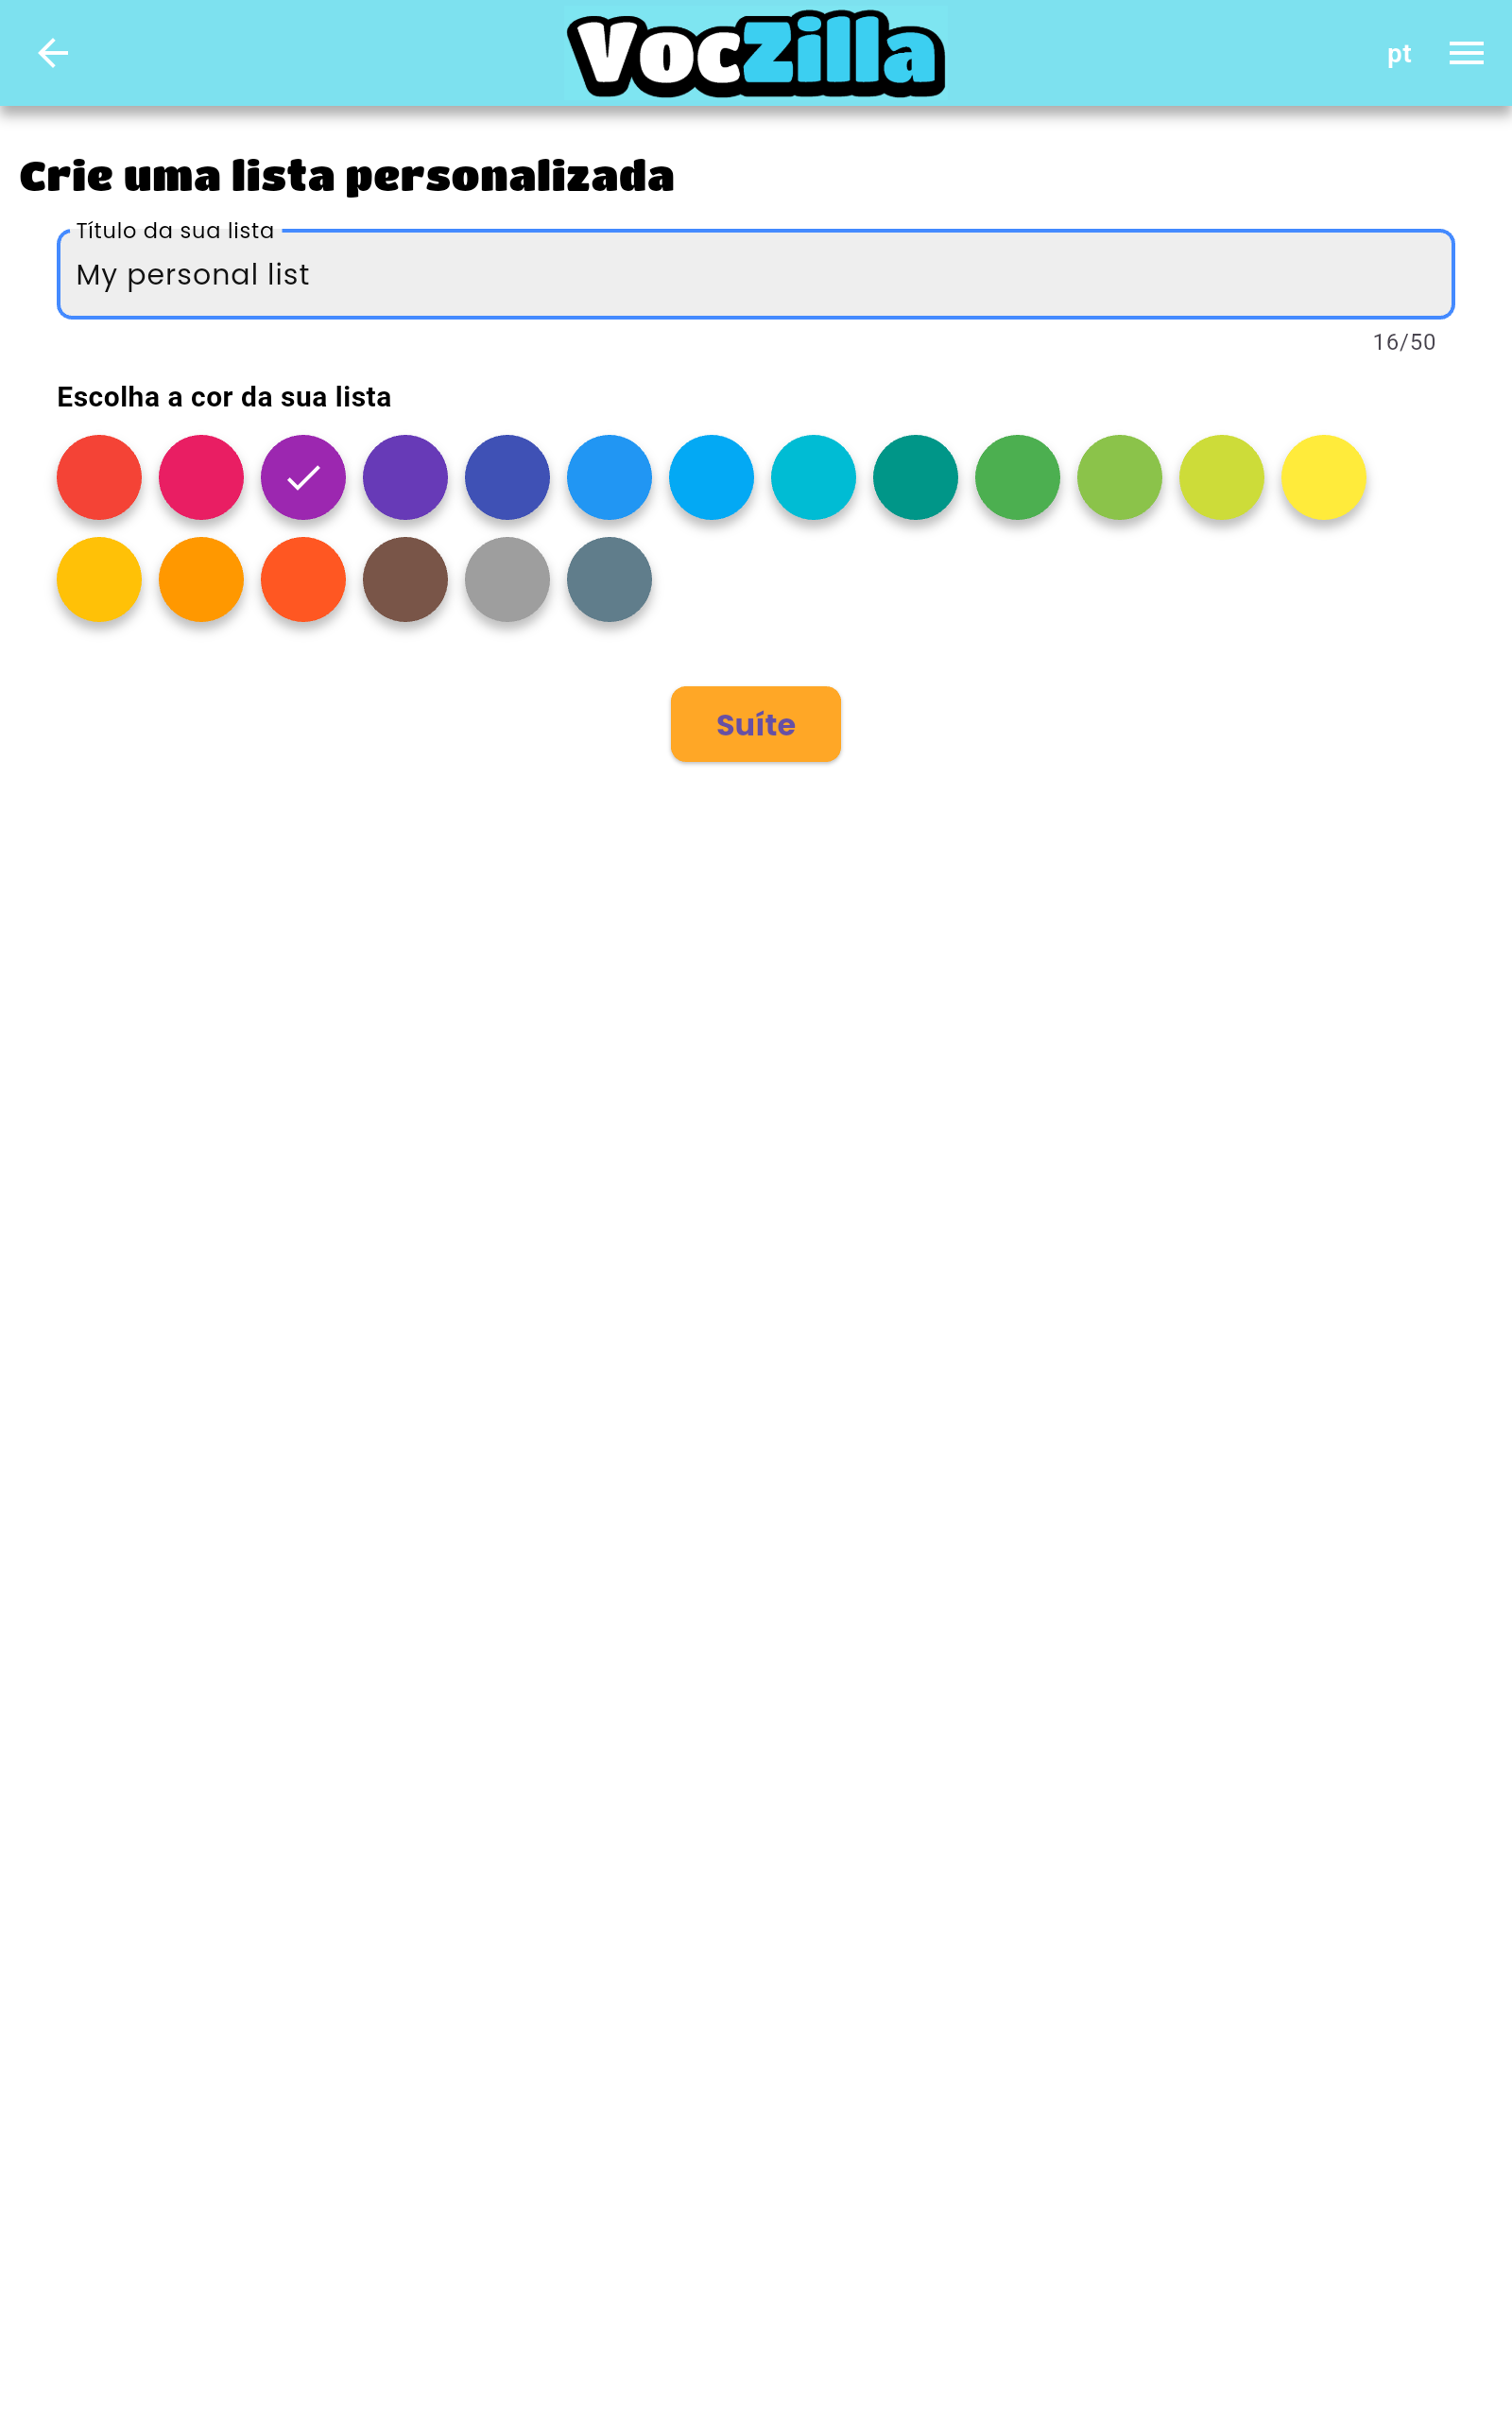 VocZilla
pt
Crie uma lista personalizada
Título da sua lista
My personal list
16/50
Escolha a cor da sua lista
Suíte